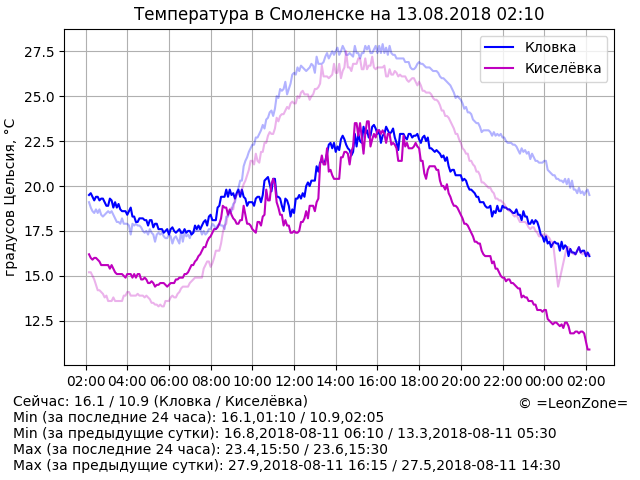 Температура в Смоленске на 13.08.2018 02:10
градусов Цельсия, °C
27.5
25.0
22.5
20.0
17.5
15.0
12.5
Кловка
Киселёвка
02:00 04:00 06:00 08:00 10:00 12:00 14:00 16:00 18:00 20:00 22:00 00:00 02:00
Сейчас: 16.1 / 10.9 (Кловка / Киселёвка)
© =LeonZone=
Min (за последние 24 часа): 16.1,01:10 / 10.9,02:05
Min (за предыдущие сутки): 16.8,2018-08-11 06:10 / 13.3,2018-08-11 05:30
Max (за последние 24 часа): 23.4,15:50 / 23.6,15:30
Max (за предыдущие сутки): 27.9,2018-08-11 16:15 / 27.5,2018-08-11 14:30